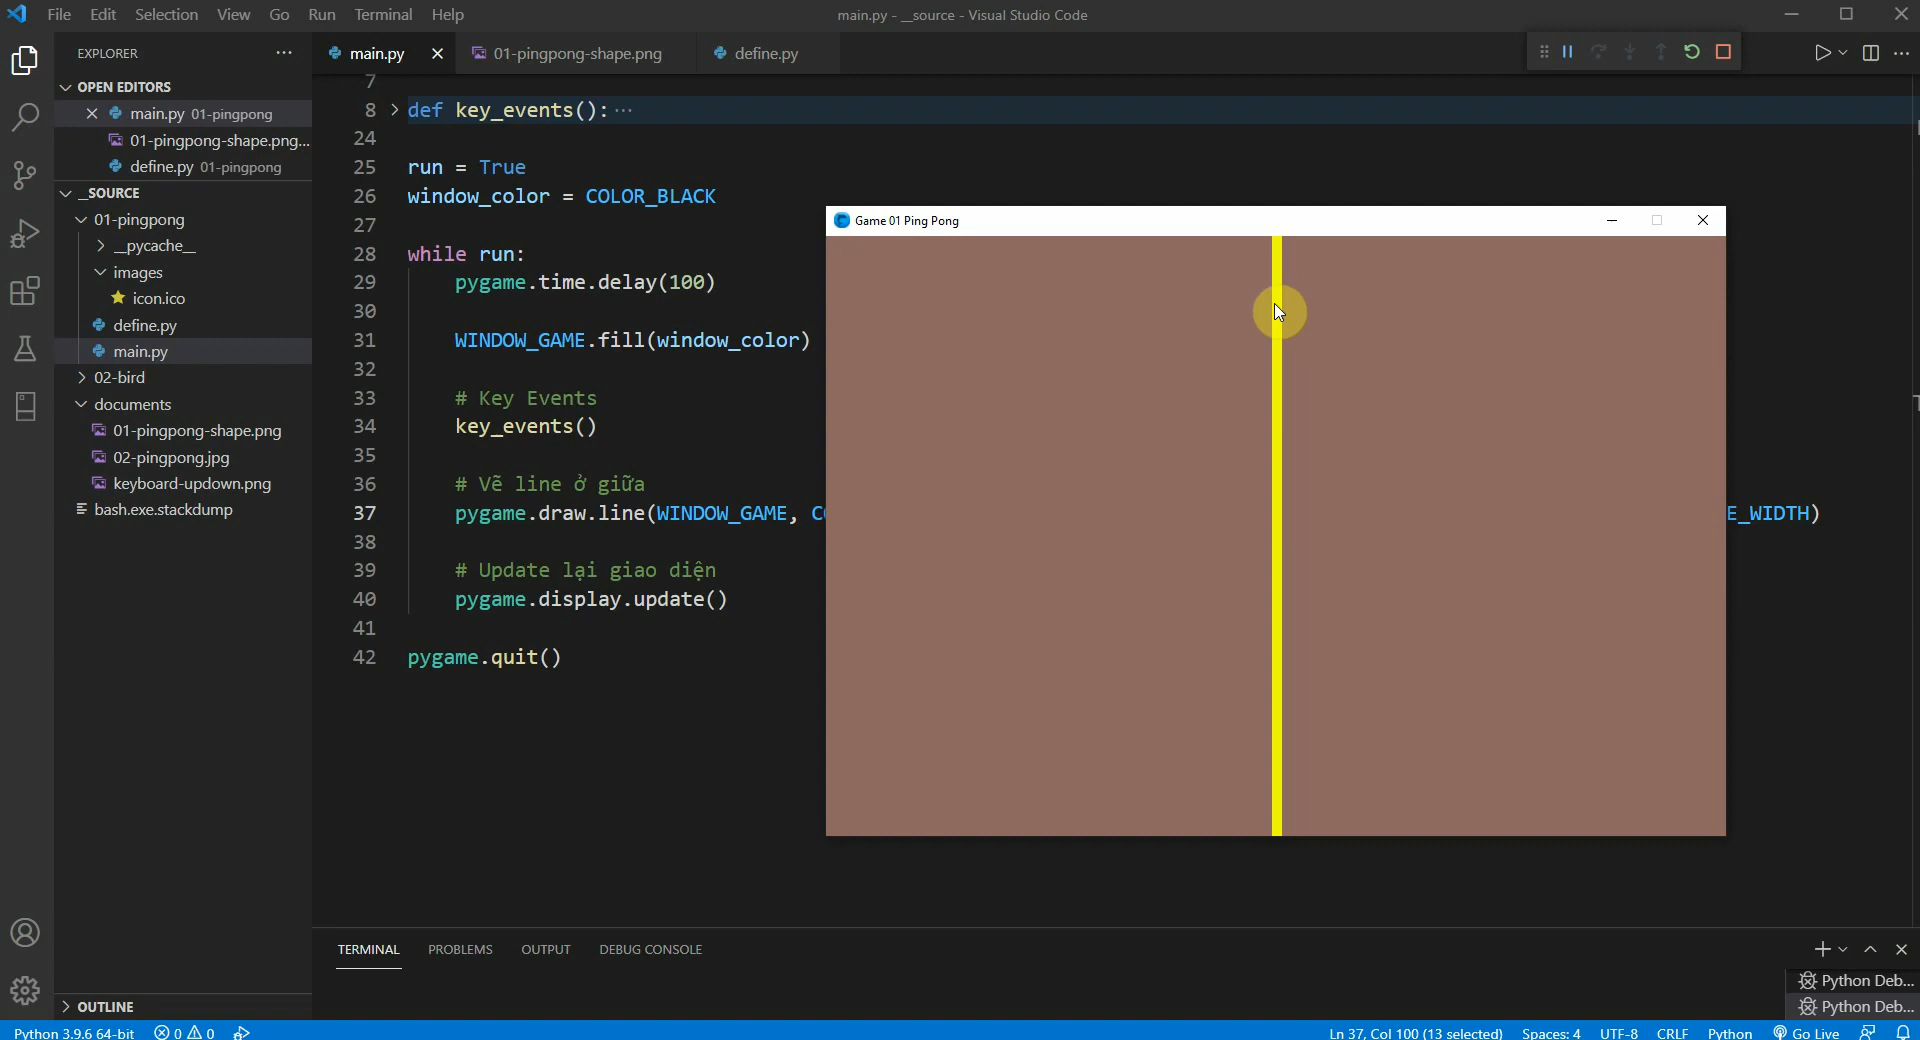 File Edit Selection View Go Run Terminal Help
main.py - __source - Visual Studio Code
EXPLORER
OPEN EDITORS
main.py 01-pingpong
01-pingpong-shape.png...
define.py 01-pingpong
_SOURCE
01-pingpong
__pycache__
images
icon.ico
define.py
main.py
02-bird
documents
01-pingpong-shape.png
02-pingpong.jpg
keyboard-updown.png
bash.exe.stackdump
OUTLINE
main.py
01-pingpong-shape.png
define.py
7
8 def key_events(): ...
24
25 run = True
26 window_color = COLOR_BLACK
27
28 while run:
29 pygame.time.delay(100)
30
31 WINDOW_GAME.fill(window_color)
32
33 # Key Events
34 key_events()
35
36 # Vẽ line ở giữa
37 pygame.draw.line(WINDOW_GAME, E_WIDTH)
38
39 # Update lại giao diện
40 pygame.display.update()
41
42 pygame.quit()
Game 01 Ping Pong
TERMINAL PROBLEMS OUTPUT DEBUG CONSOLE
Python Deb...
Python Deb...
Python 3.9.6 64-bit 0 0
Ln 37, Col 100 (13 selected) Spaces: 4 UTF-8 CRLF Python Go Live